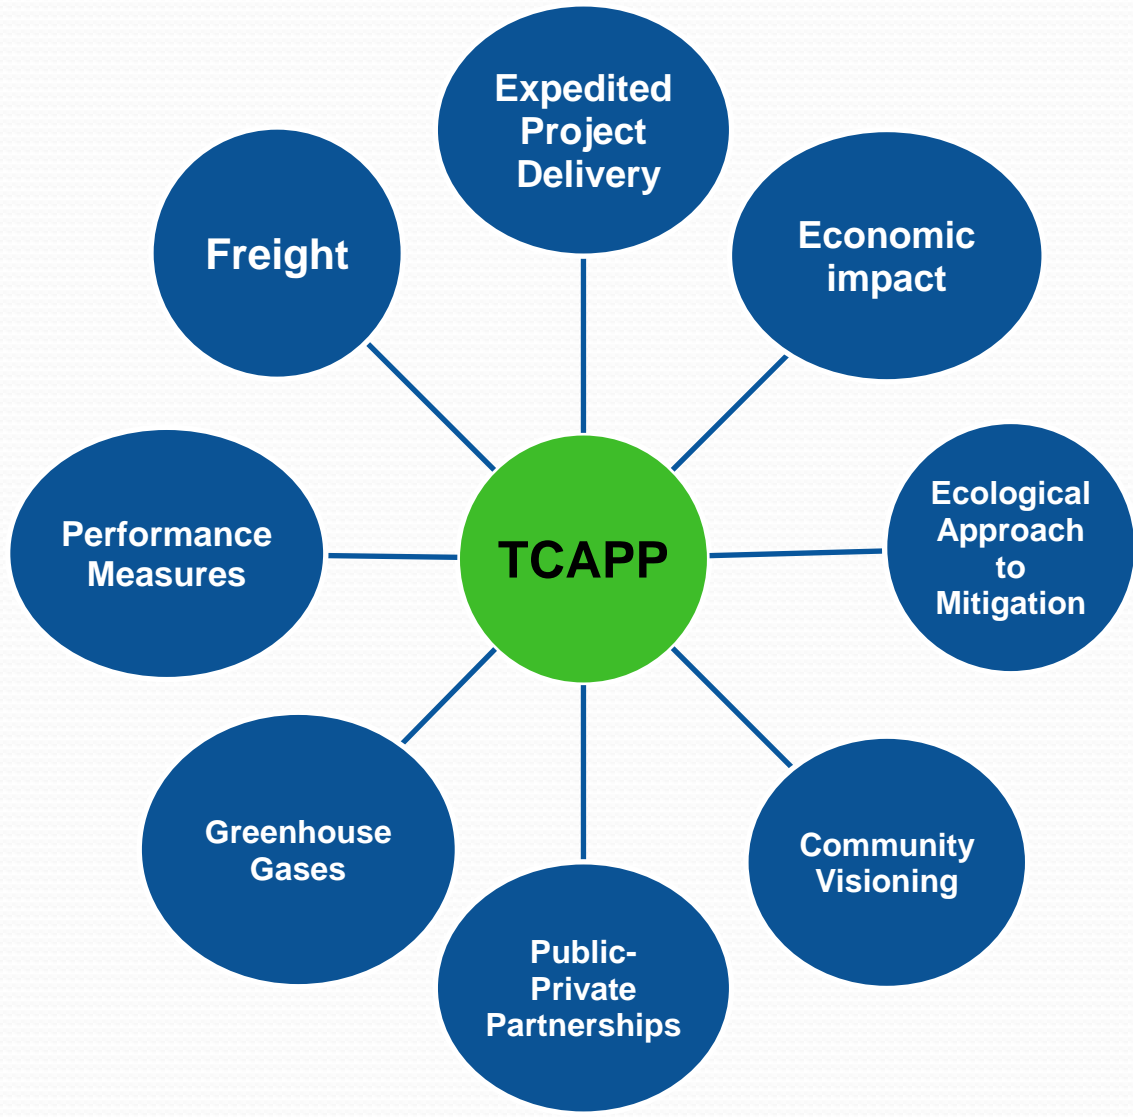 Expedited
Project
Delivery
Economic
impact
Freight
Ecological
Approach
to
Mitigation
Performance
Measures
TCAPP
Community
Visioning
Greenhouse
Gases
Public-
Private
Partnerships